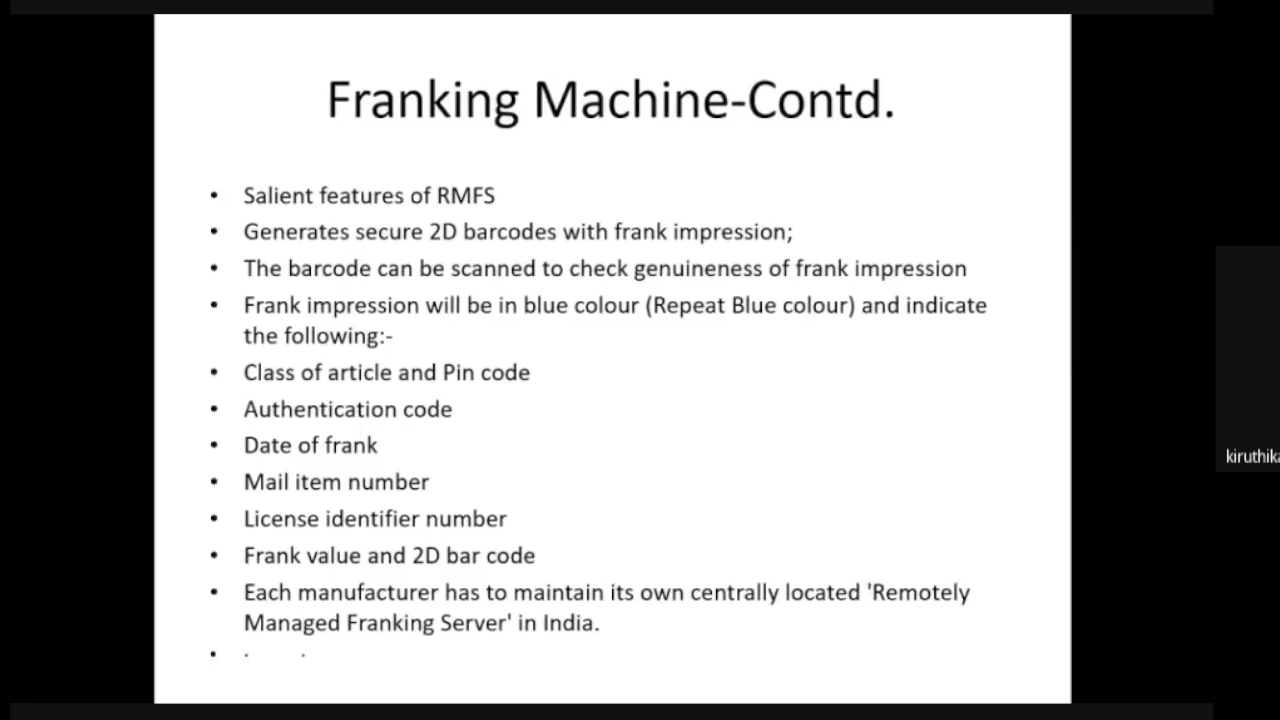 Franking Machine-Contd.
• Salient features of RMFS
• Generates secure 2D barcodes with frank impression;
• The barcode can be scanned to check genuineness of frank impression
• Frank impression will be in blue colour (Repeat Blue colour) and indicate
the following:-
• Class of article and Pin code
• Authentication code
• Date of frank
• Mail item number
• License identifier number
• Frank value and 2D bar code
• Each manufacturer has to maintain its own centrally located 'Remotely
Managed Franking Server' in India.
kiruthika